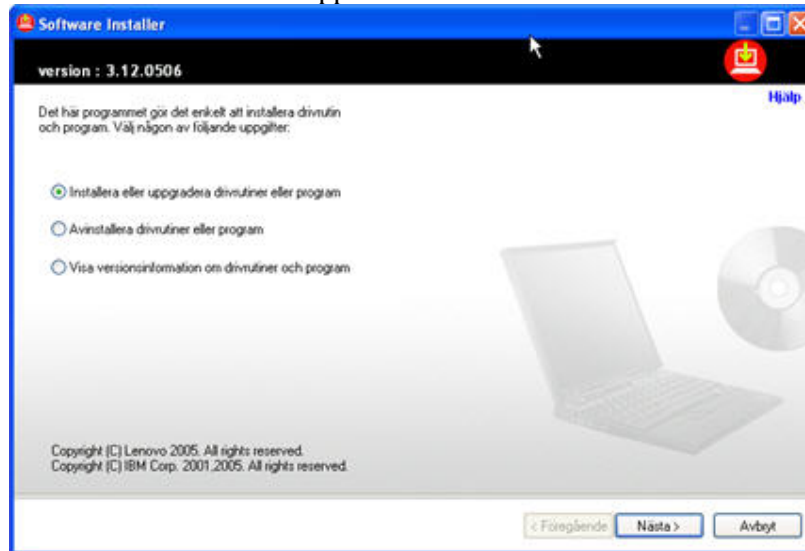 Software Installer
version : 3.12.0506
Hjälp
Det här programmet gör det enkelt att installera drivrutin
och program. Välj någon av följande uppgifter:
Installera eller uppgradera drivrutiner eller program
Avinstallera drivrutiner eller program
Visa versionsinformation om drivrutiner och program
Copyright (C) Lenovo 2005. All rights reserved.
Copyright (C) IBM Corp. 2001,2005. All rights reserved.
< Föregående Nästa > Avbryt